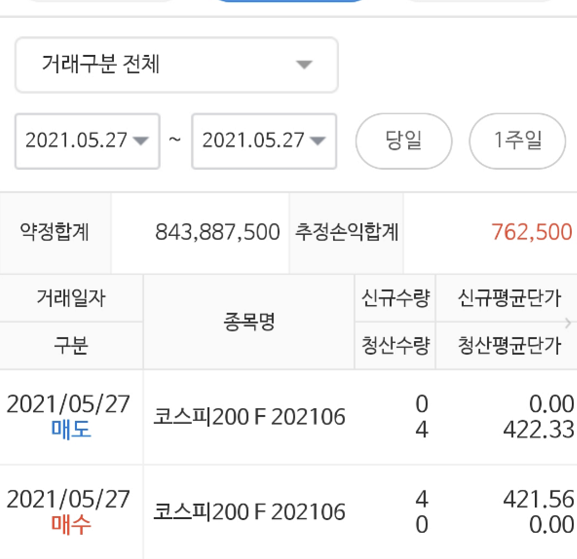 거래구분 전체
2021.05.27 ~ 2021.05.27 당일 1주일
약정합계 843,887,500 추정손익합계 762,500
거래일자 종목명 신규수량 신규평균단가
구분 청산수량 청산평균단가
2021/05/27 코스피200 F 202106 0 0.00
매도 4 422.33
2021/05/27 코스피200 F 202106 4 421.56
매수 0 0.00